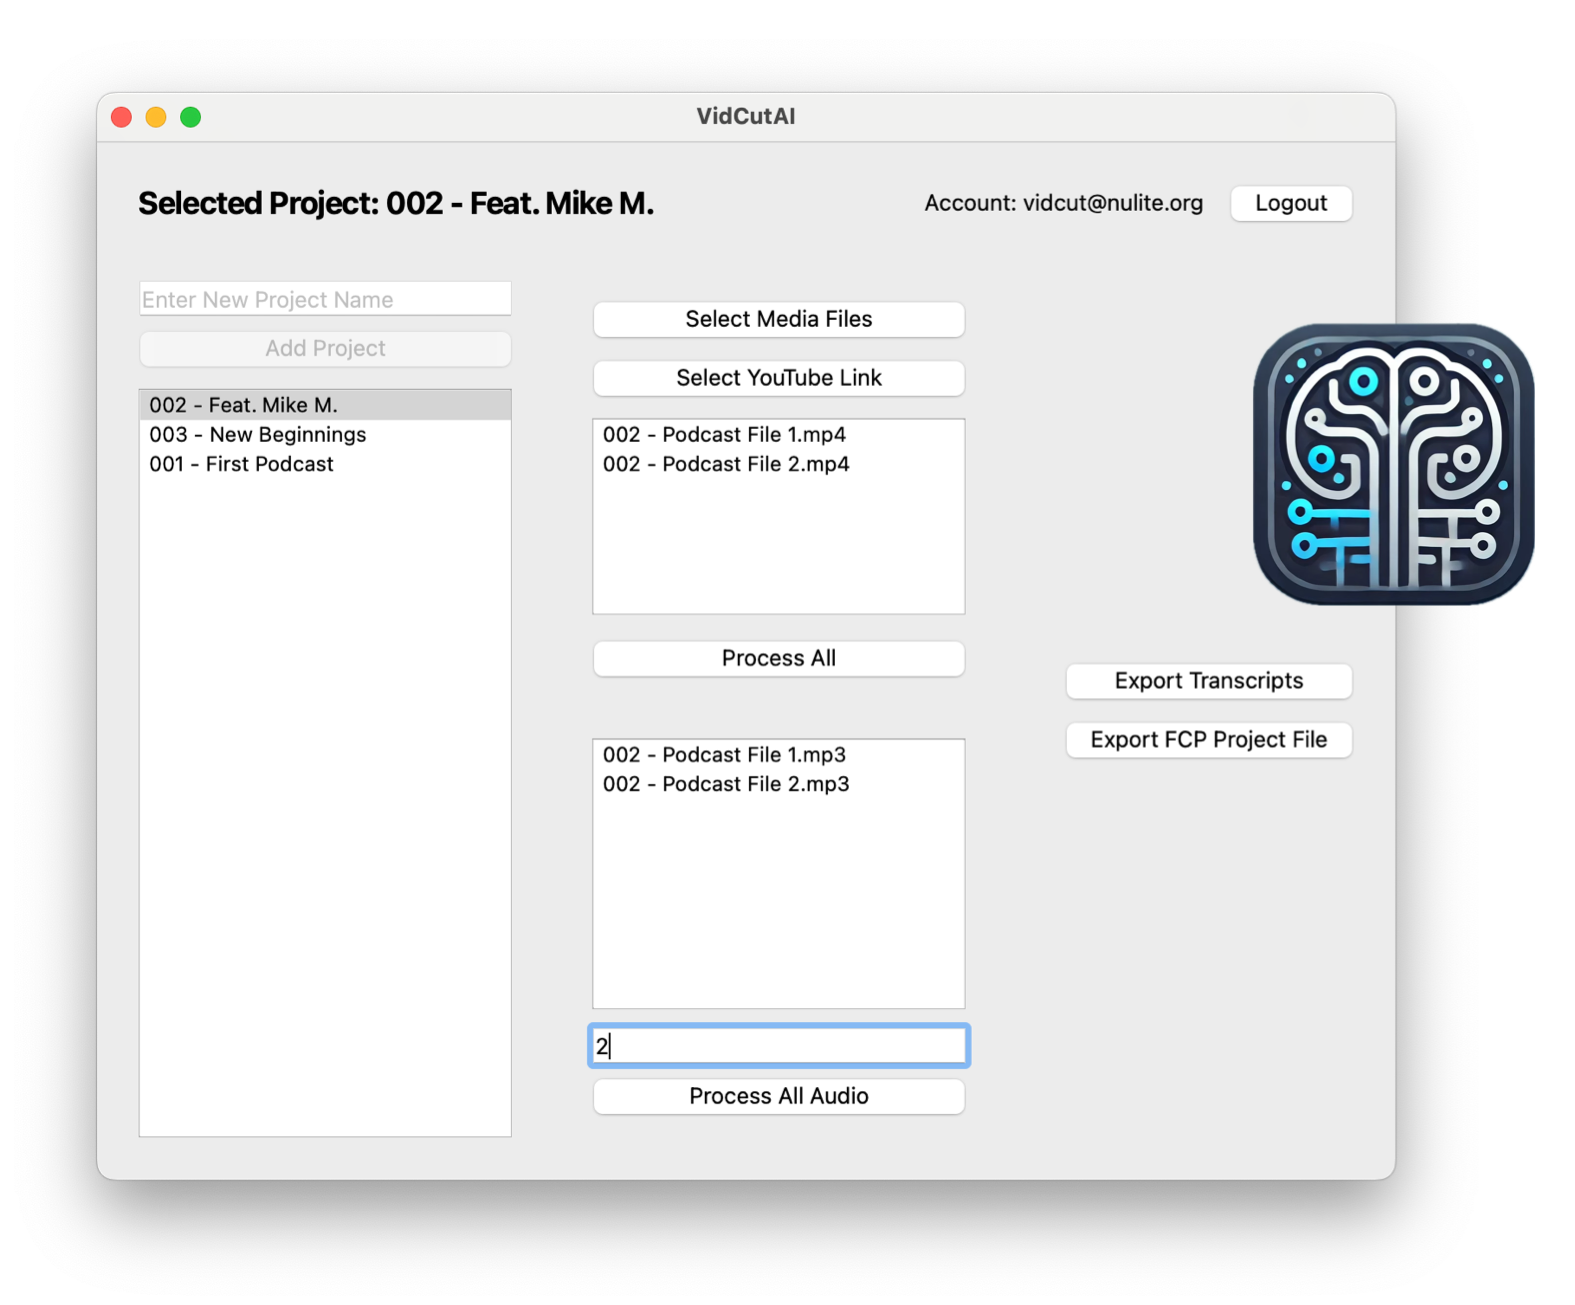 VidCutAI
Selected Project: 002 - Feat. Mike M.
Account: vidcut@nulite.org
Logout
Enter New Project Name
Add Project
002 - Feat. Mike M.
003 - New Beginnings
001 - First Podcast
Select Media Files
Select YouTube Link
002 - Podcast File 1.mp4
002 - Podcast File 2.mp4
Process All
002 - Podcast File 1.mp3
002 - Podcast File 2.mp3
2
Process All Audio
Export Transcripts
Export FCP Project File